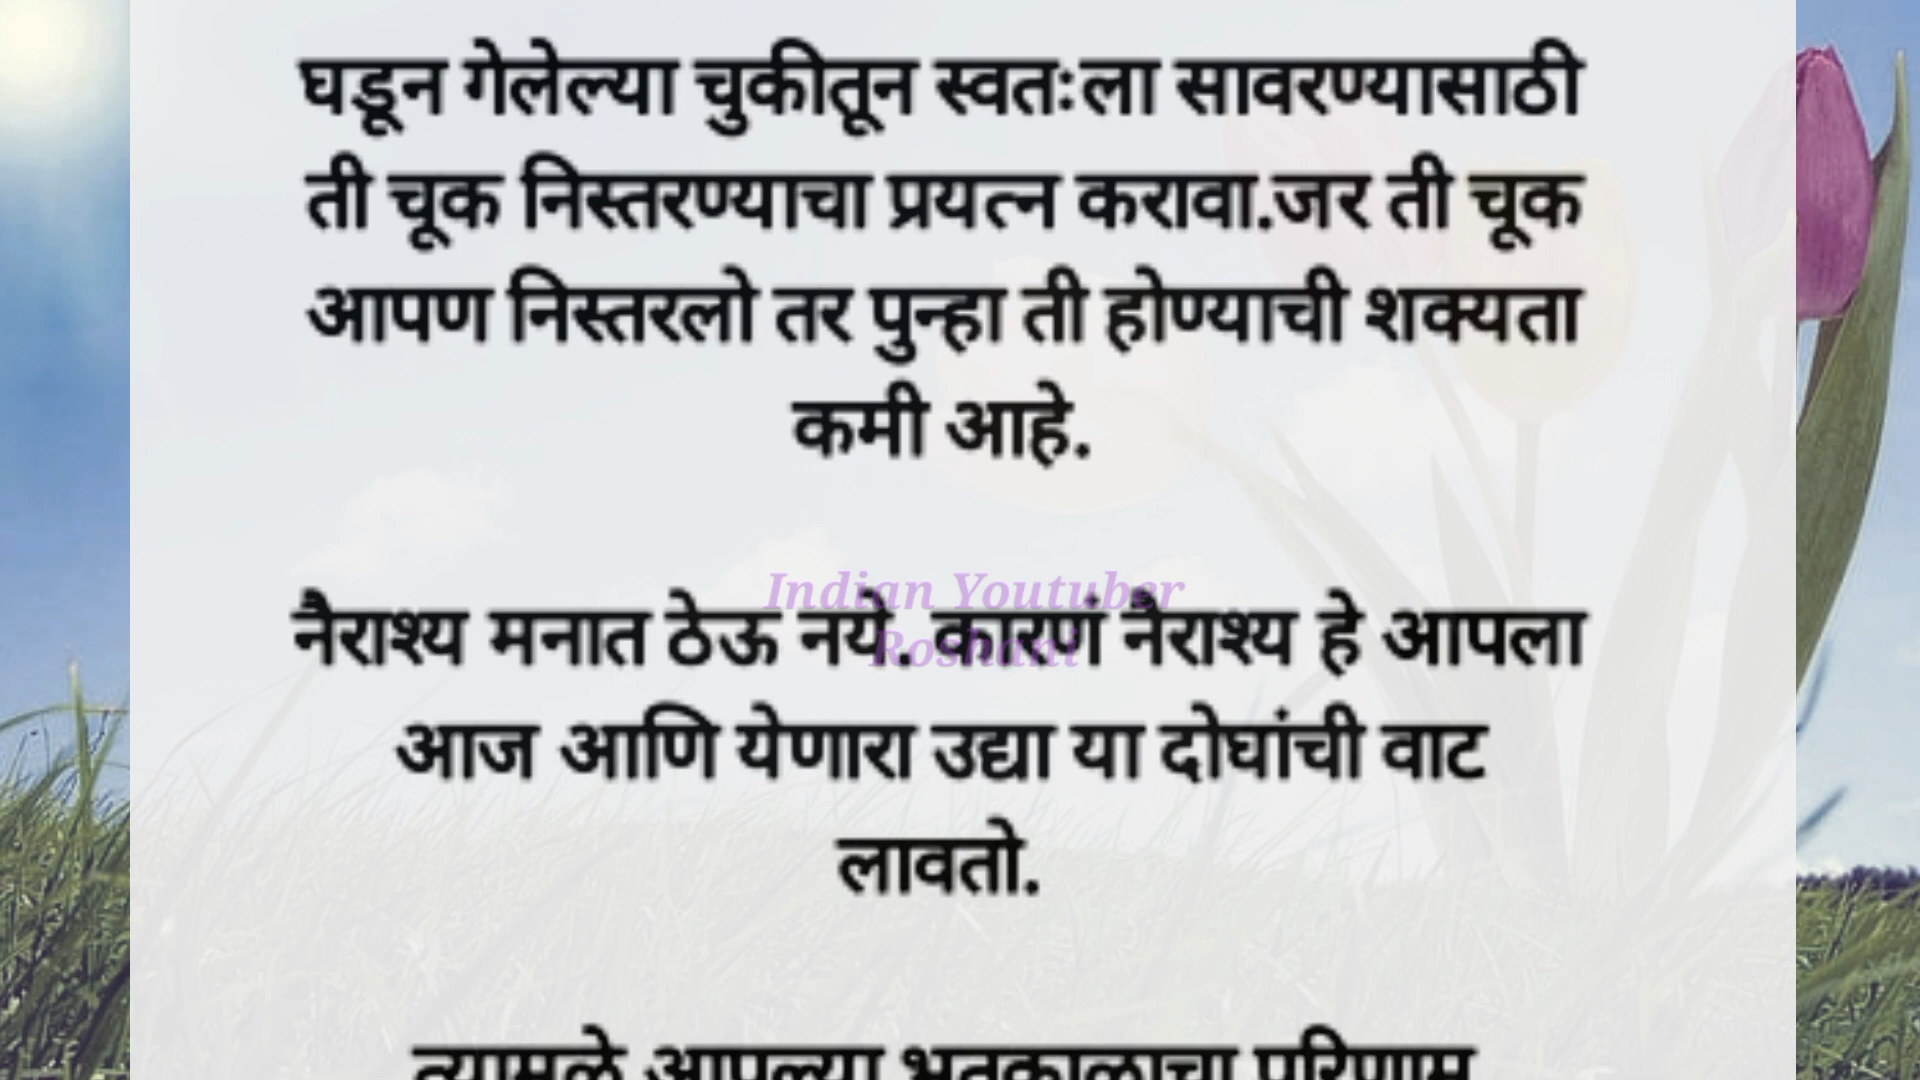 घडून गेलेल्या चुकीतून स्वतःला सावरण्यासाठी
ती चूक निस्तरण्याचा प्रयत्न करावा.जर ती चूक
आपण निस्तरलो तर पुन्हा ती होण्याची शक्यता
कमी आहे.
Indian Youtuber
Roshani
नैराश्य मनात ठेऊ नये. कारणं नैराश्य हे आपला
आज आणि येणारा उद्या या दोघांची वाट
लावतो.
त्यामुळे आपल्या भूतकाळाचा परिणाम